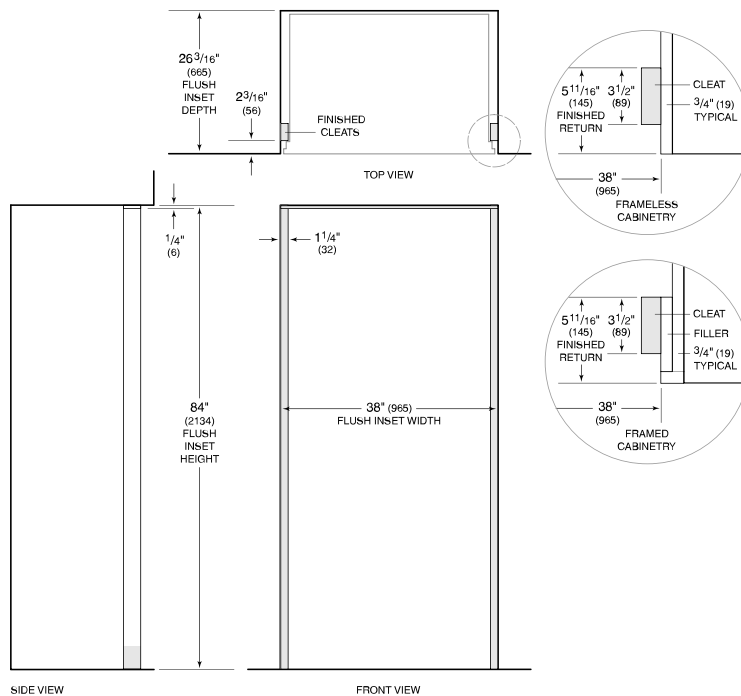 26 3/16"
(665)
FLUSH
INSET
DEPTH
2 3/16"
(56)
FINISHED
CLEATS
TOP VIEW
5 11/16"
(145)
FINISHED
RETURN
3 1/2"
(89)
CLEAT
3/4" (19)
TYPICAL
38"
(965)
FRAMELESS
CABINETRY
1/4"
(6)
1 1/4"
(32)
84"
(2134)
FLUSH
INSET
HEIGHT
38" (965)
FLUSH INSET WIDTH
5 11/16"
(145)
FINISHED
RETURN
3 1/2"
(89)
CLEAT
FILLER
3/4" (19)
TYPICAL
38"
(965)
FRAMED
CABINETRY
SIDE VIEW
FRONT VIEW